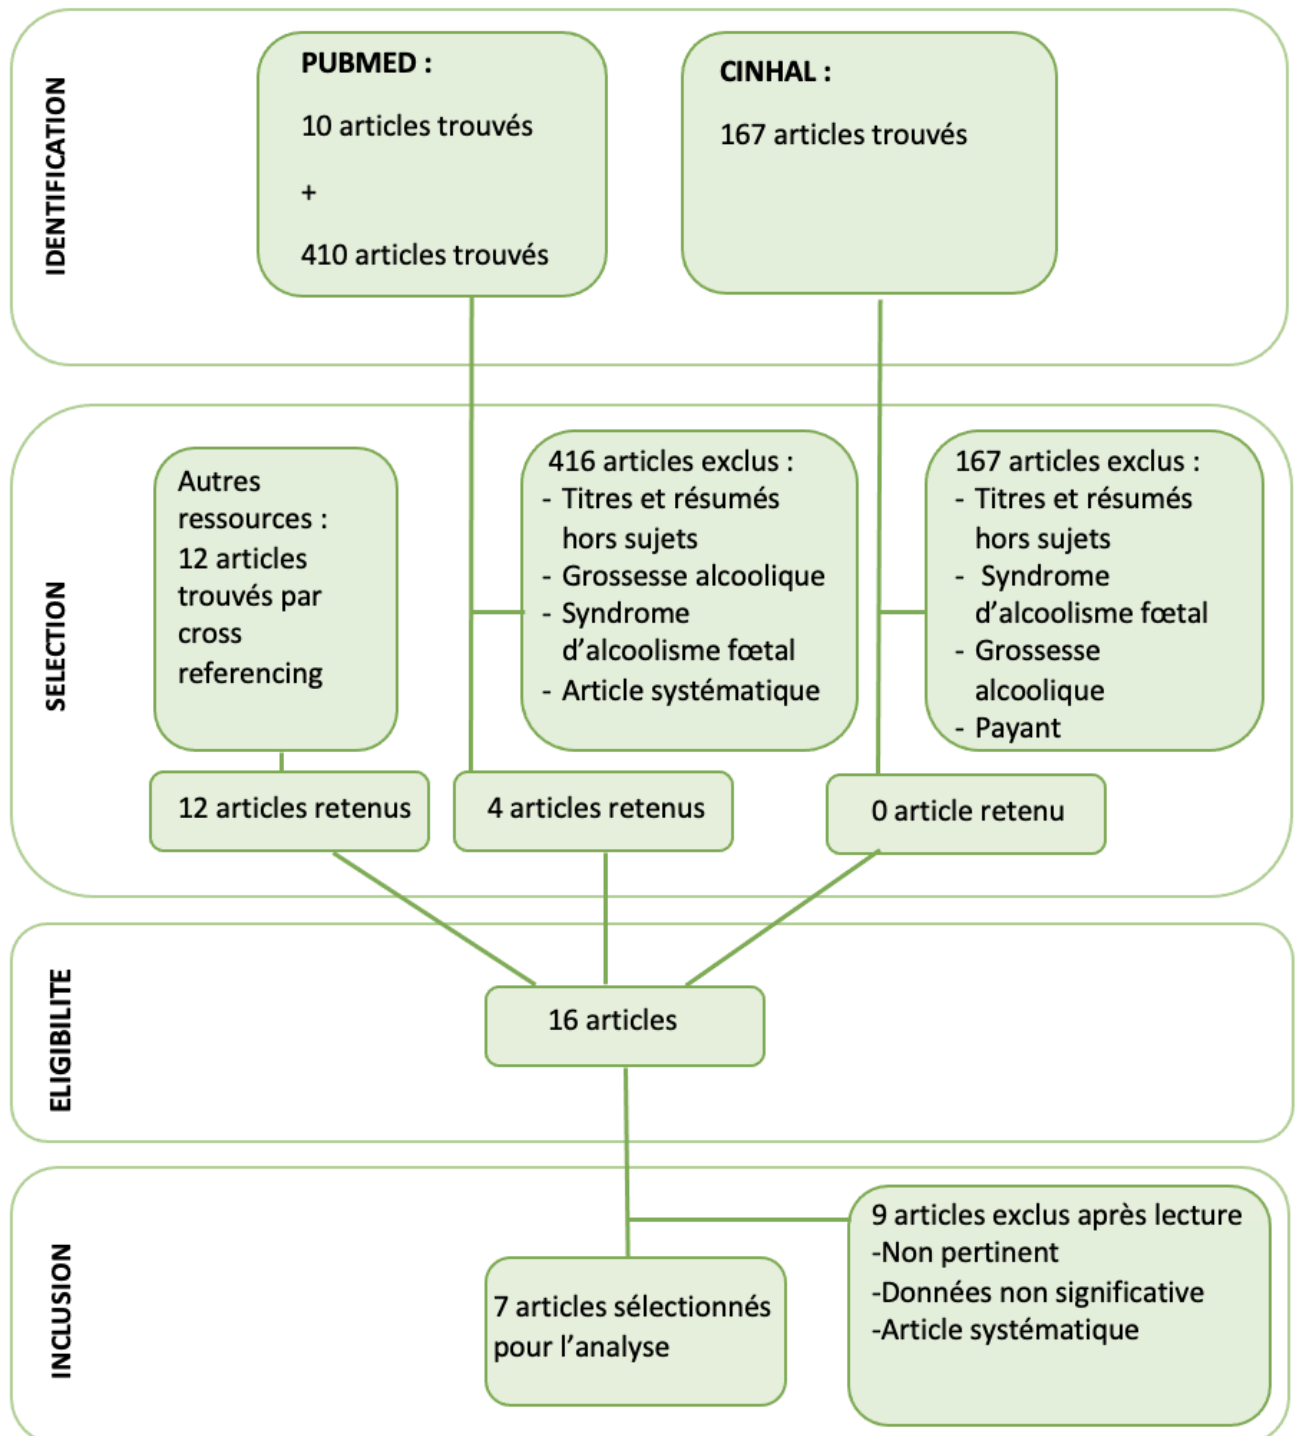 IDENTIFICATION
PUBMED :
10 articles trouvés
+
410 articles trouvés
CINHAL :
167 articles trouvés
SELECTION
Autres
ressources :
12 articles
trouvés par
cross
referencing
416 articles exclus :
- Titres et résumés
hors sujets
- Grossesse alcoolique
- Syndrome
d’alcoolisme fœtal
- Article systématique
167 articles exclus :
- Titres et résumés
hors sujets
- Syndrome
d’alcoolisme fœtal
- Grossesse
alcoolique
- Payant
12 articles retenus
4 articles retenus
0 article retenu
ELIGIBILITE
16 articles
INCLUSION
9 articles exclus après lecture
-Non pertinent
-Données non significative
-Article systématique
7 articles sélectionnés
pour l’analyse